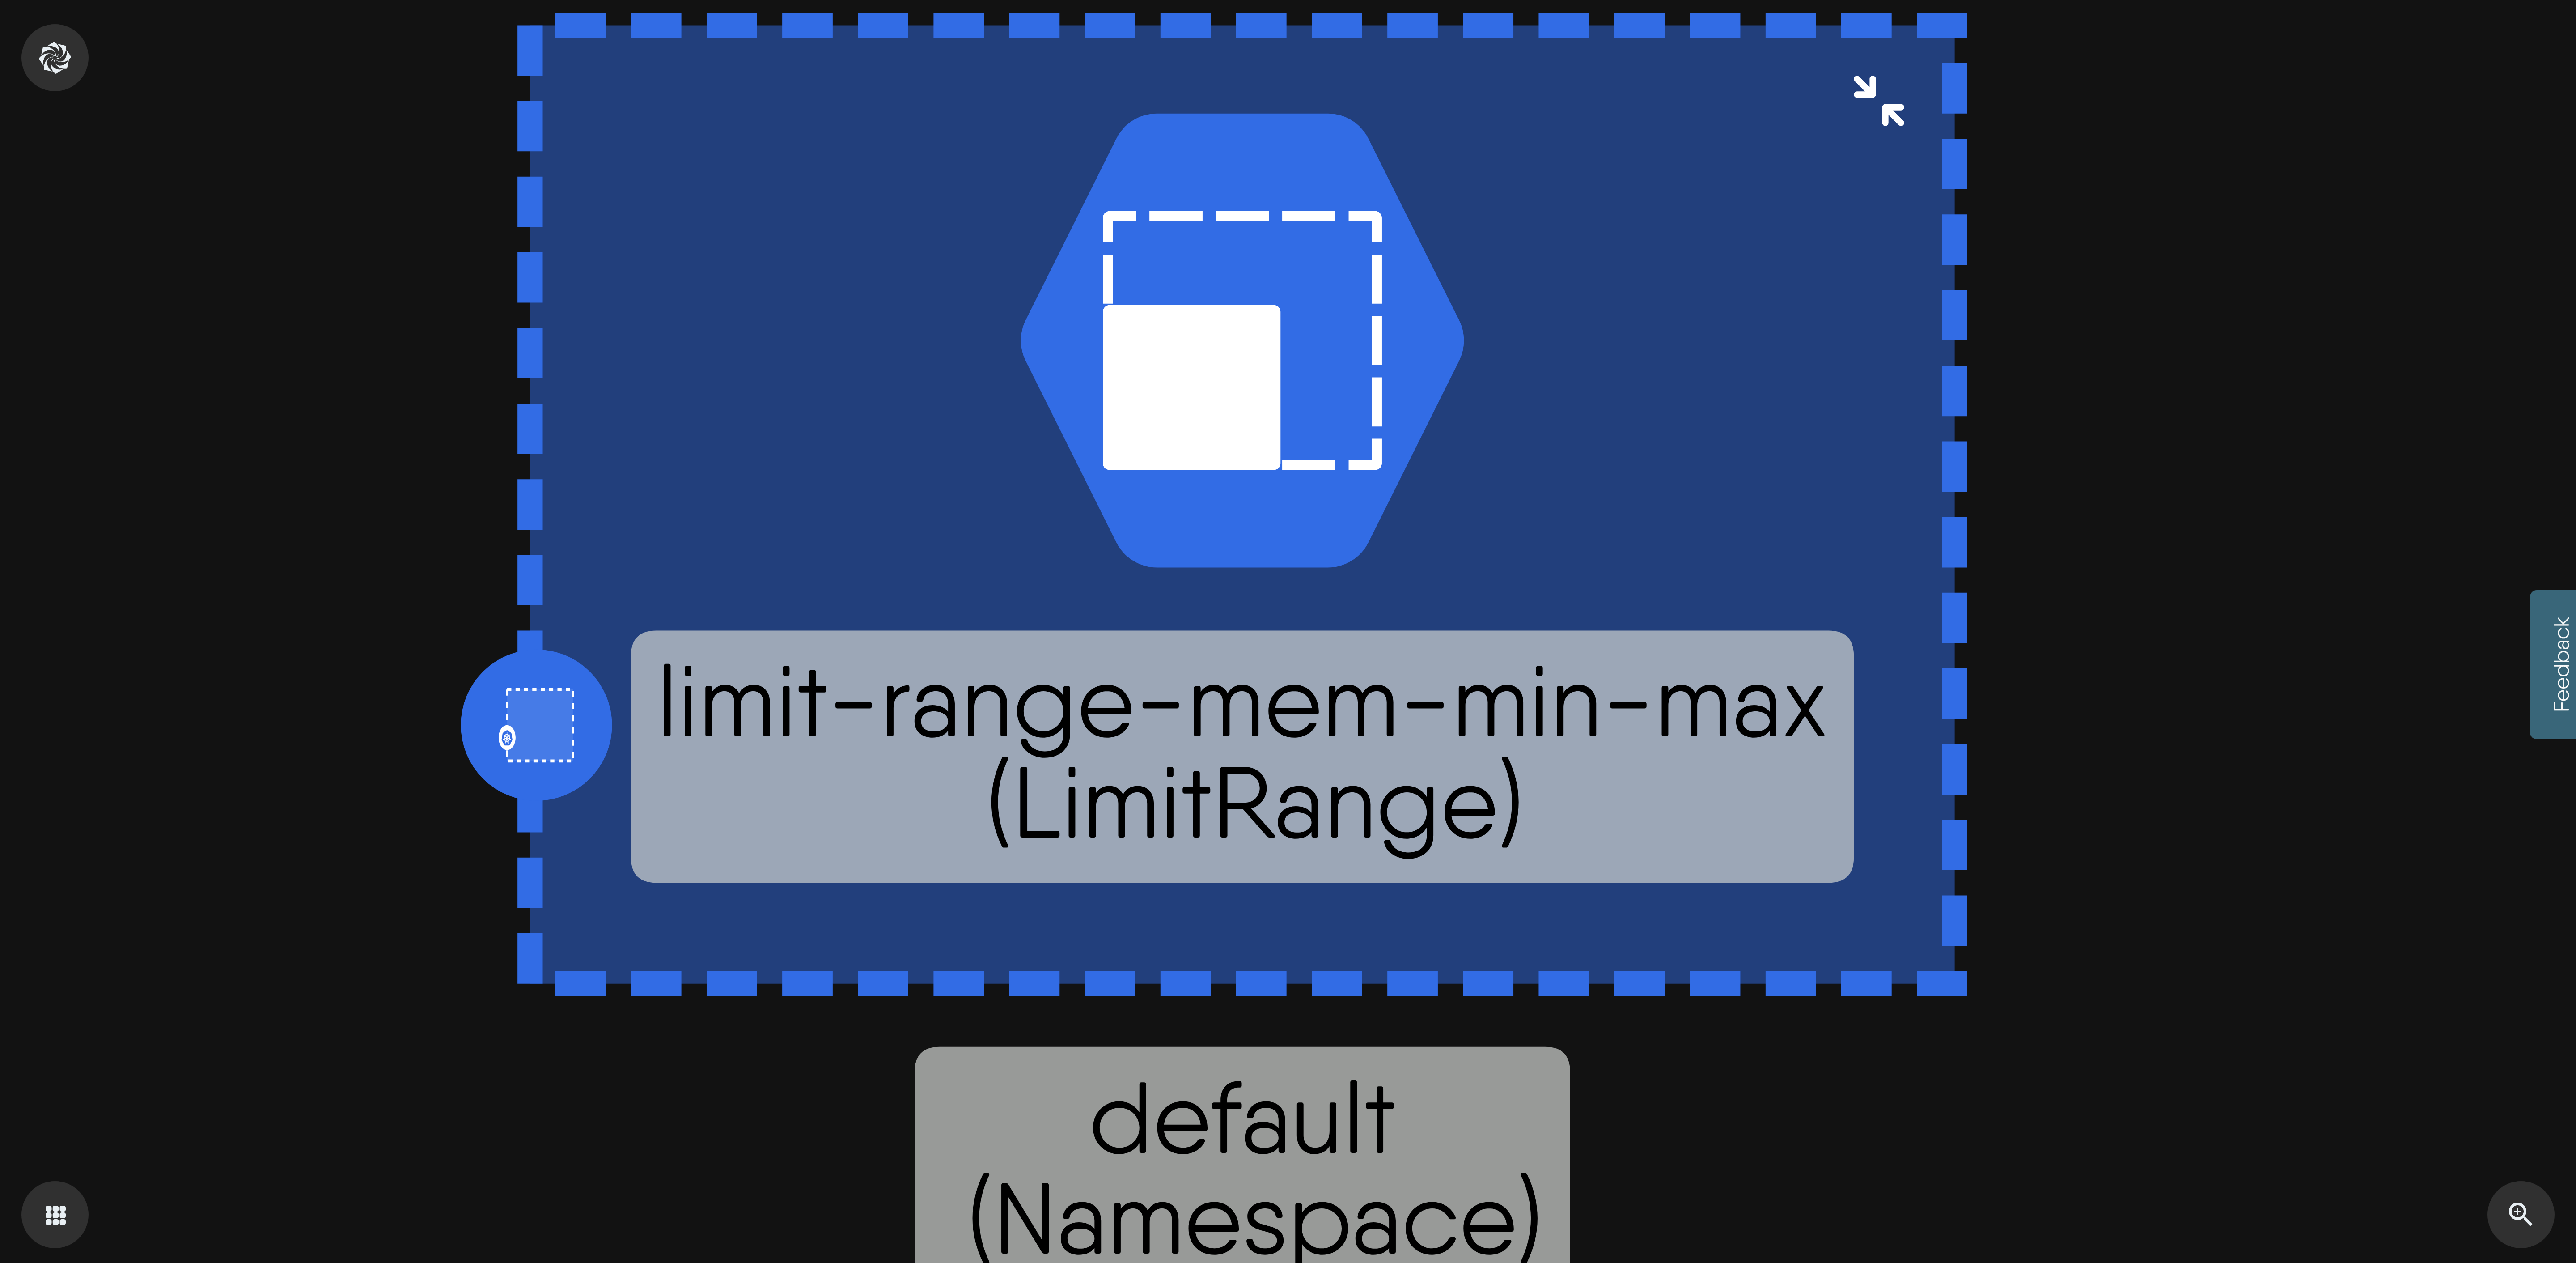 limit-range-mem-min-max
(LimitRange)
Feedback
default
(Namespace)